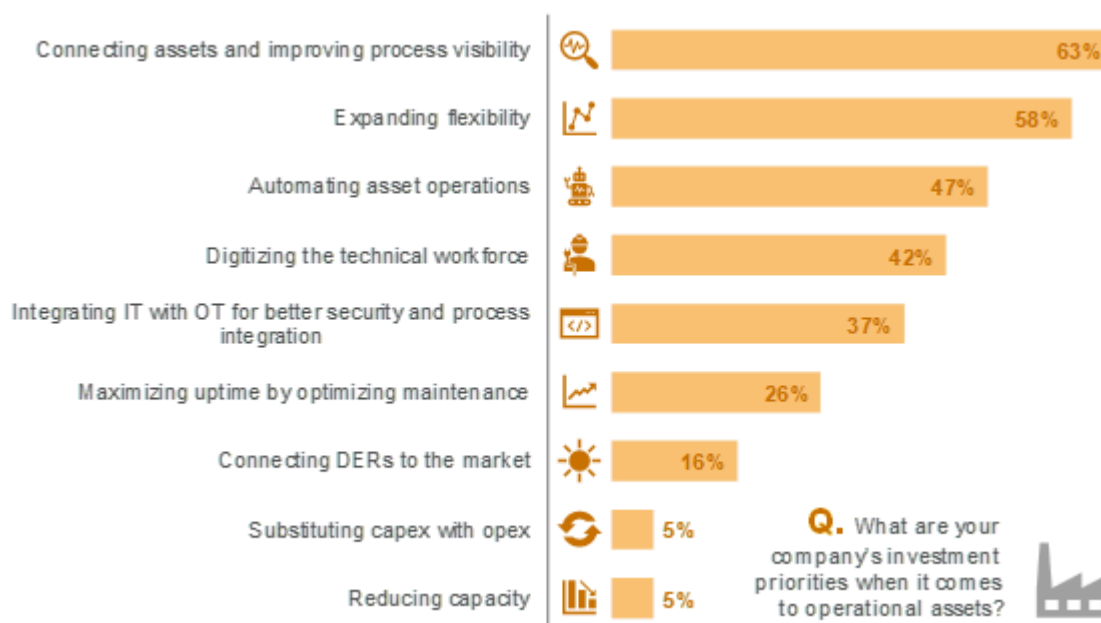 Connecting assets and improving process visibility
63%
Expanding flexibility
58%
Automating asset operations
47%
Digitizing the technical workforce
42%
Integrating IT with OT for better security and process
integration
</>
37%
Maximizing uptime by optimizing maintenance
26%
Connecting DERs to the market
16%
Substituting capex with opex
5%
Reducing capacity
5%
Q. What are your
company's investment
priorities when it comes
to operational assets?